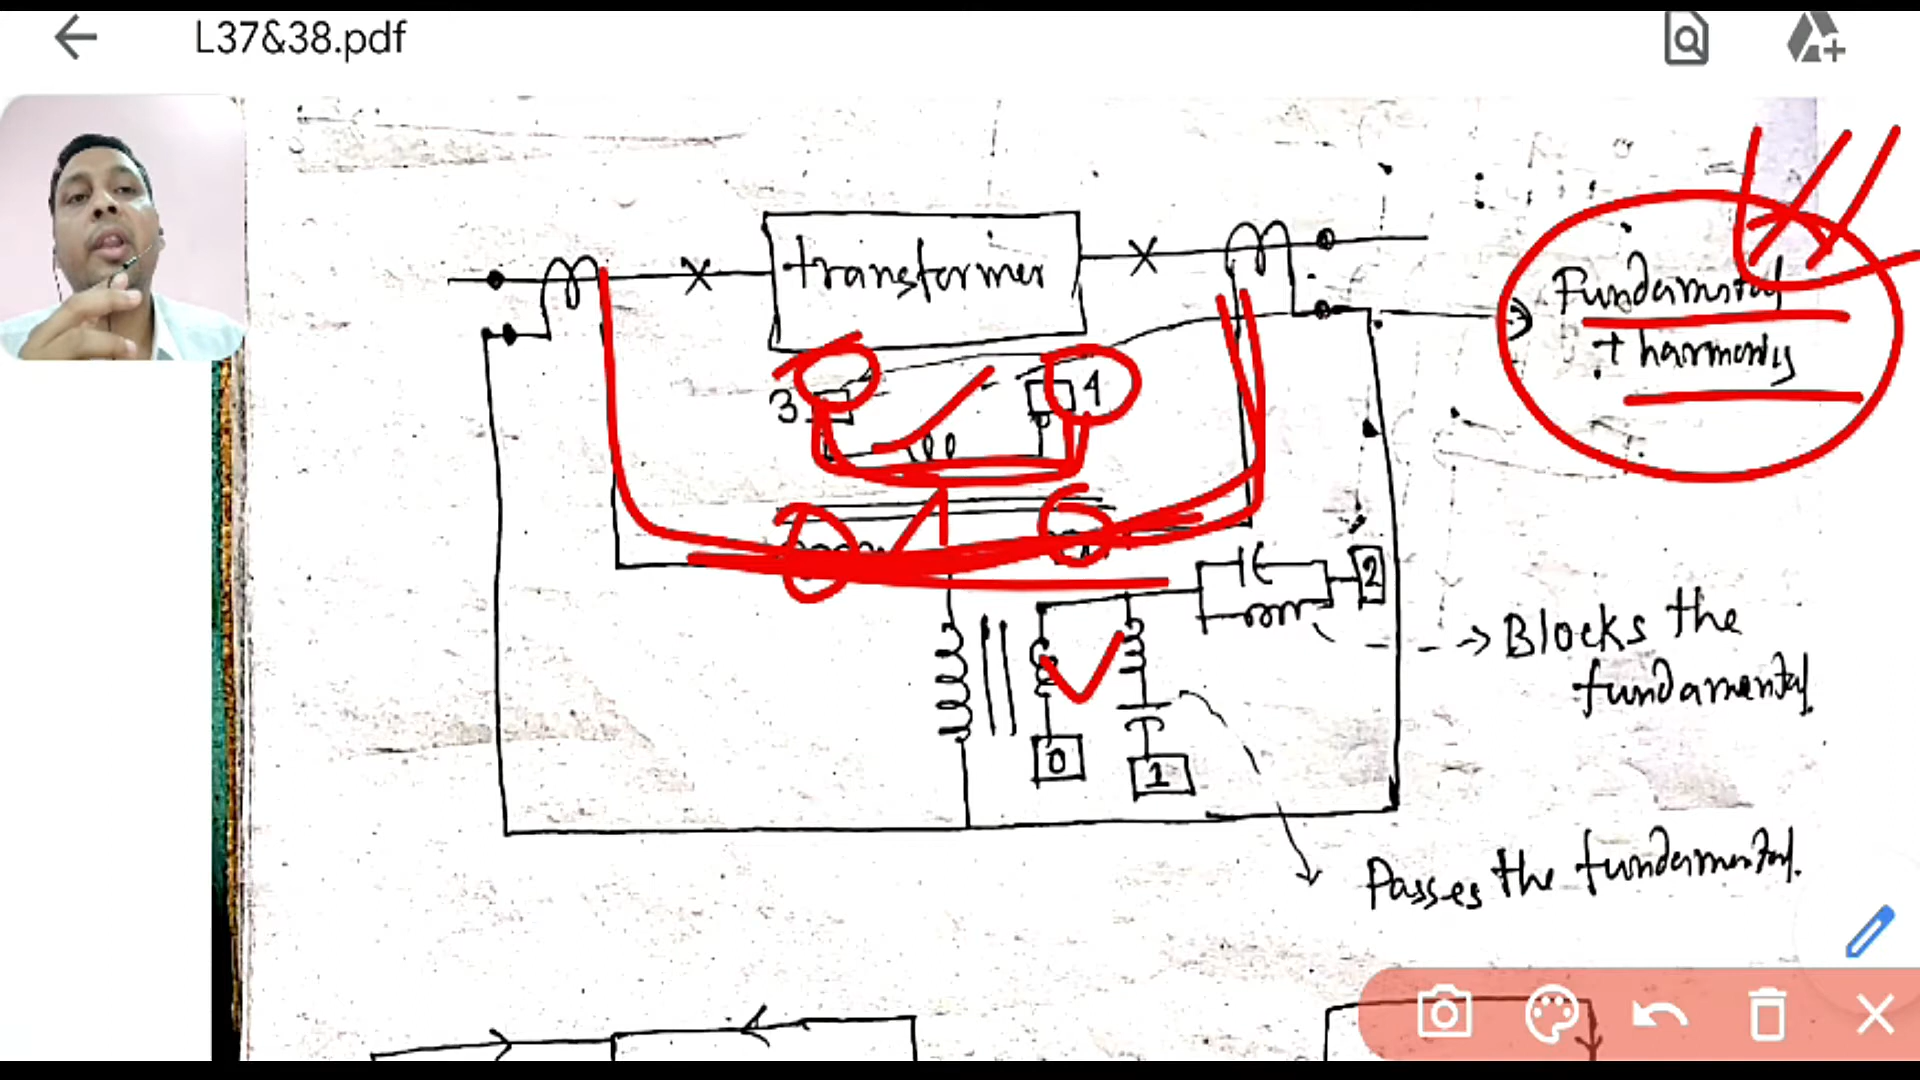 L37&38.pdf
transformer
Fundamental
+ harmonics
3
4
2
Blocks the
fundamental.
0
1
Passes the fundamental.